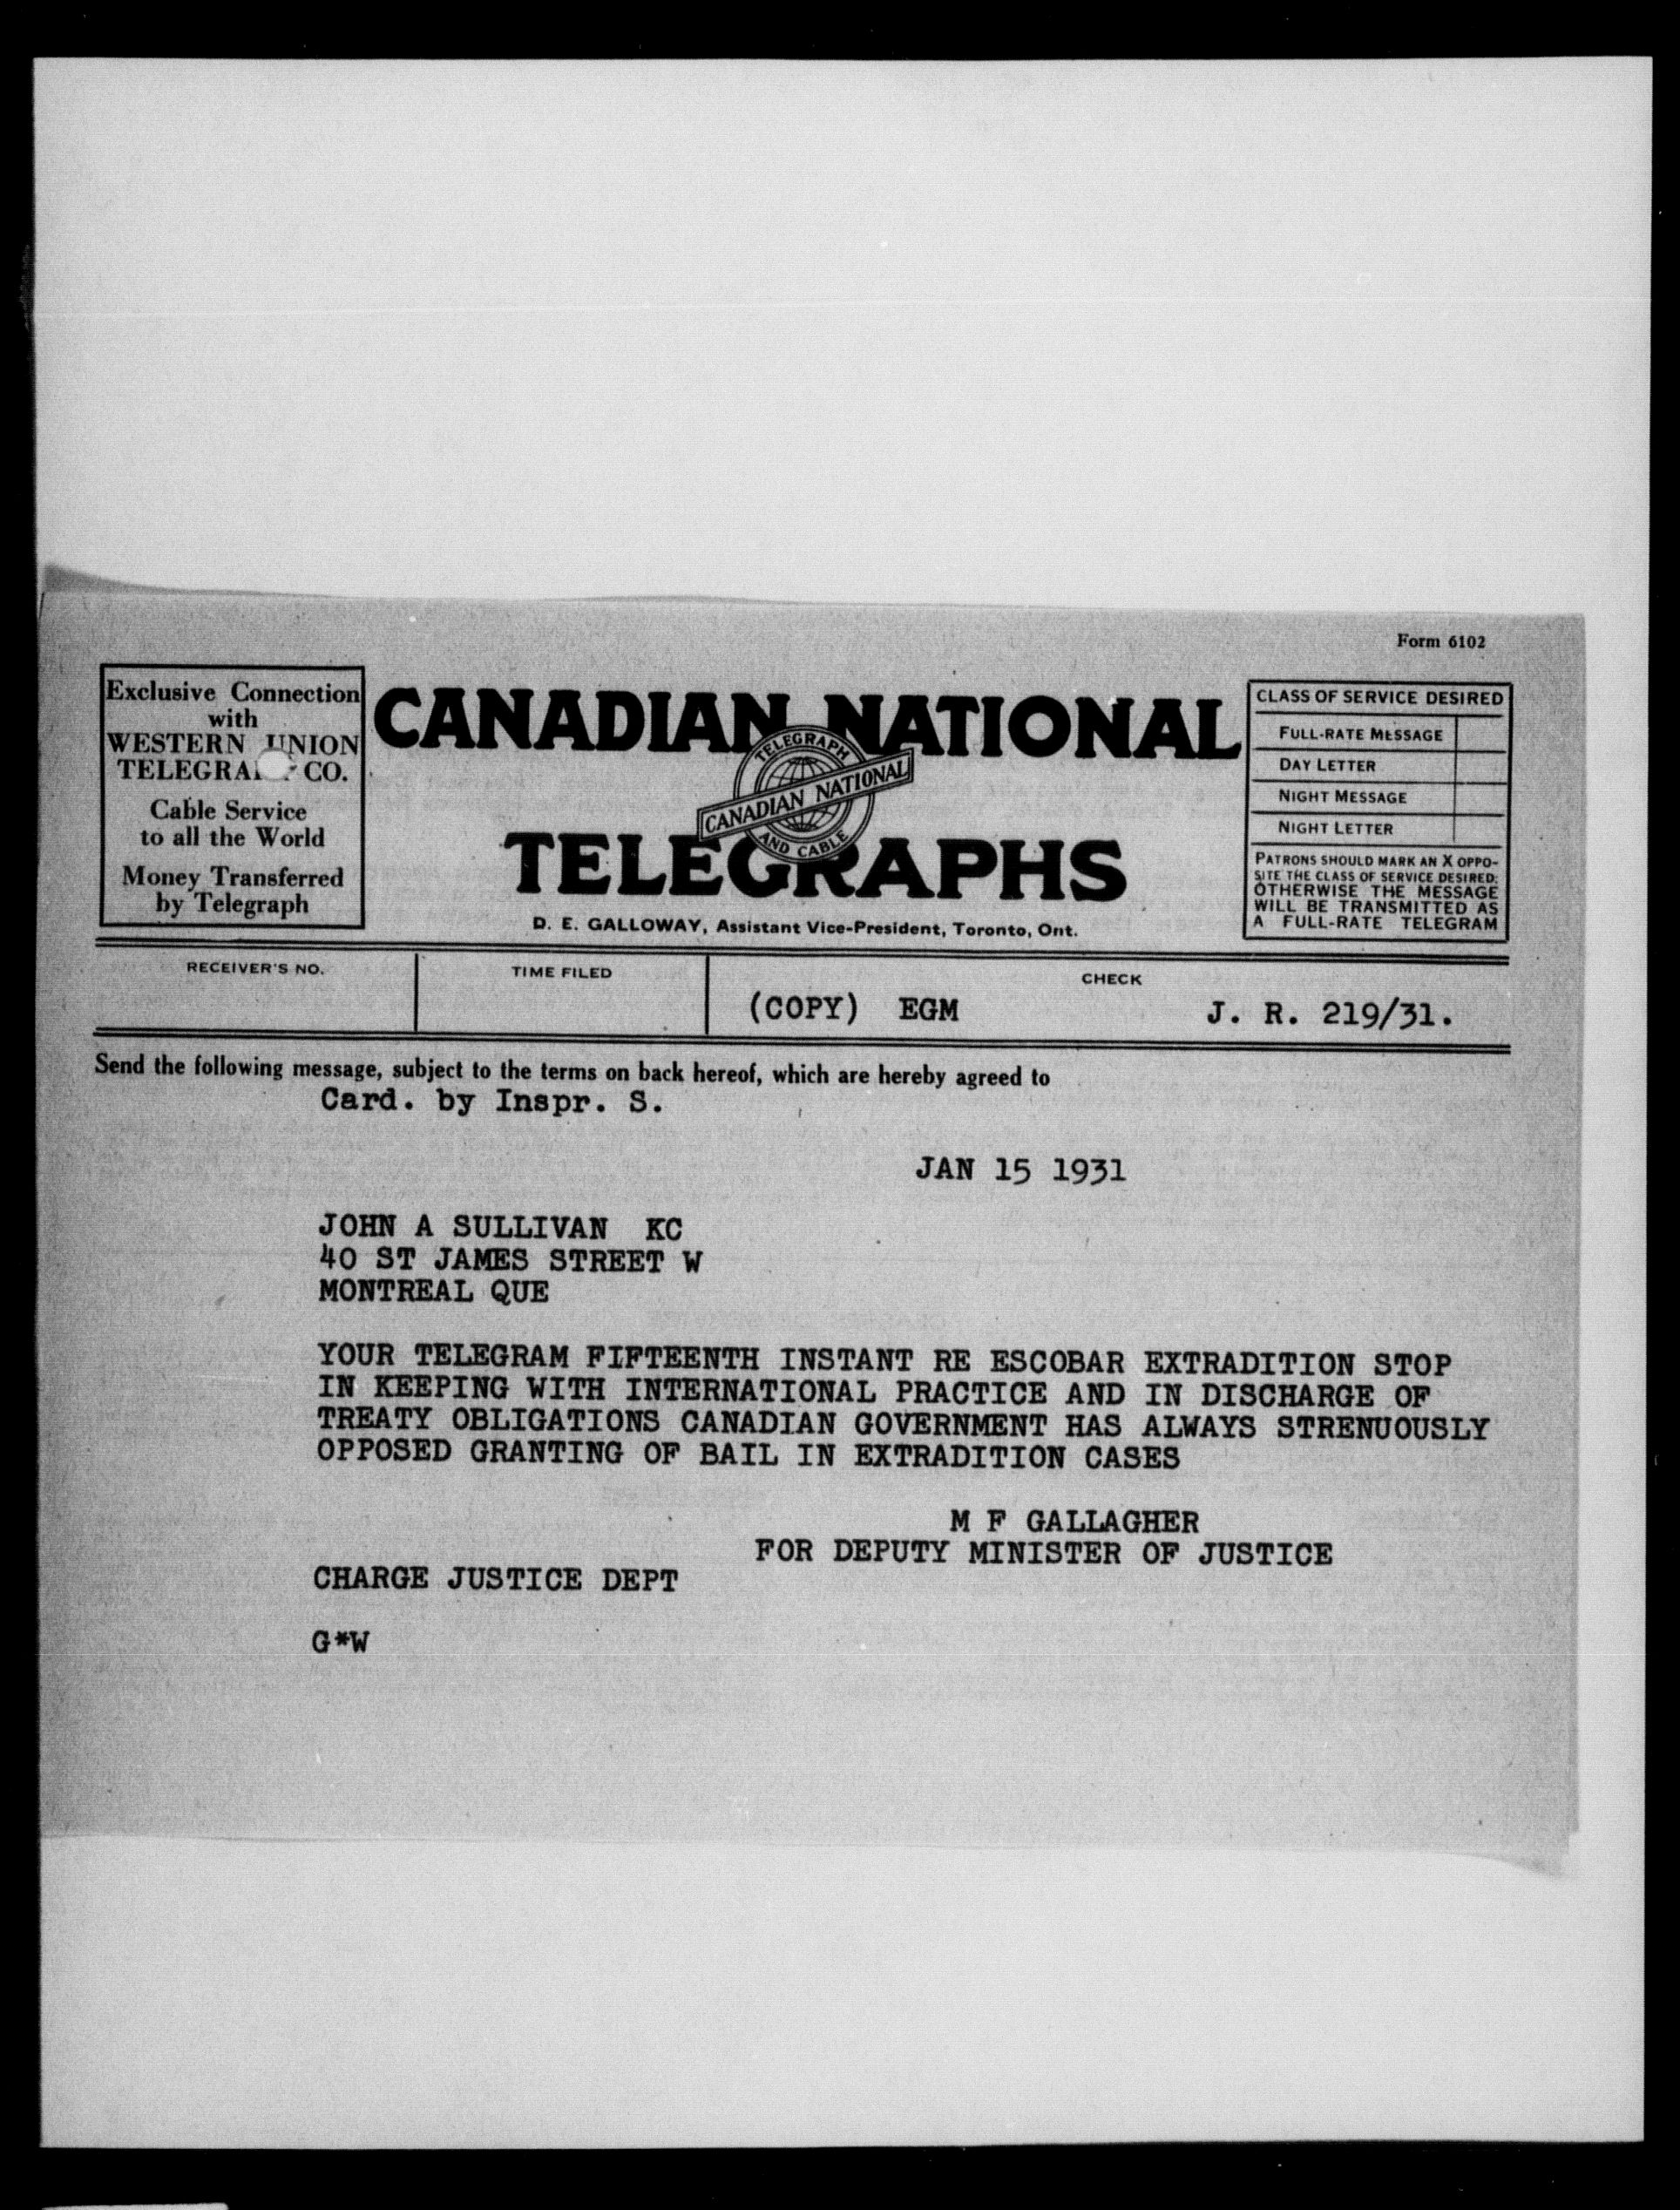 Form 6102
Exclusive Connection
with
WESTERN UNION
TELEGRA CO.
Cable Service
to all the World
Money Transferred
by Telegraph
CANADIAN NATIONAL
TELEGRAPH
CANADIAN NATIONAL
AND CABLE
TELEGRAPHS
D. E. GALLOWAY, Assistant Vice-President, Toronto, Ont.
CLASS OF SERVICE DESIRED
FULL-RATE MESSAGE
DAY LETTER
NIGHT MESSAGE
NIGHT LETTER
PATRONS SHOULD MARK AN X OPPO-
SITE THE CLASS OF SERVICE DESIRED;
OTHERWISE THE MESSAGE
WILL BE TRANSMITTED AS
A FULL-RATE TELEGRAM
RECEIVER'S NO.
TIME FILED
CHECK
(COPY) EGM J. R. 219/31.
Send the following message, subject to the terms on back hereof, which are hereby agreed to
Card. by Inspr. S.
JAN 15 1931
JOHN A SULLIVAN KC
40 ST JAMES STREET W
MONTREAL QUE
YOUR TELEGRAM FIFTEENTH INSTANT RE ESCOBAR EXTRADITION STOP
IN KEEPING WITH INTERNATIONAL PRACTICE AND IN DISCHARGE OF
TREATY OBLIGATIONS CANADIAN GOVERNMENT HAS ALWAYS STRENUOUSLY
OPPOSED GRANTING OF BAIL IN EXTRADITION CASES
M F GALLAGHER
FOR DEPUTY MINISTER OF JUSTICE
CHARGE JUSTICE DEPT
G*W